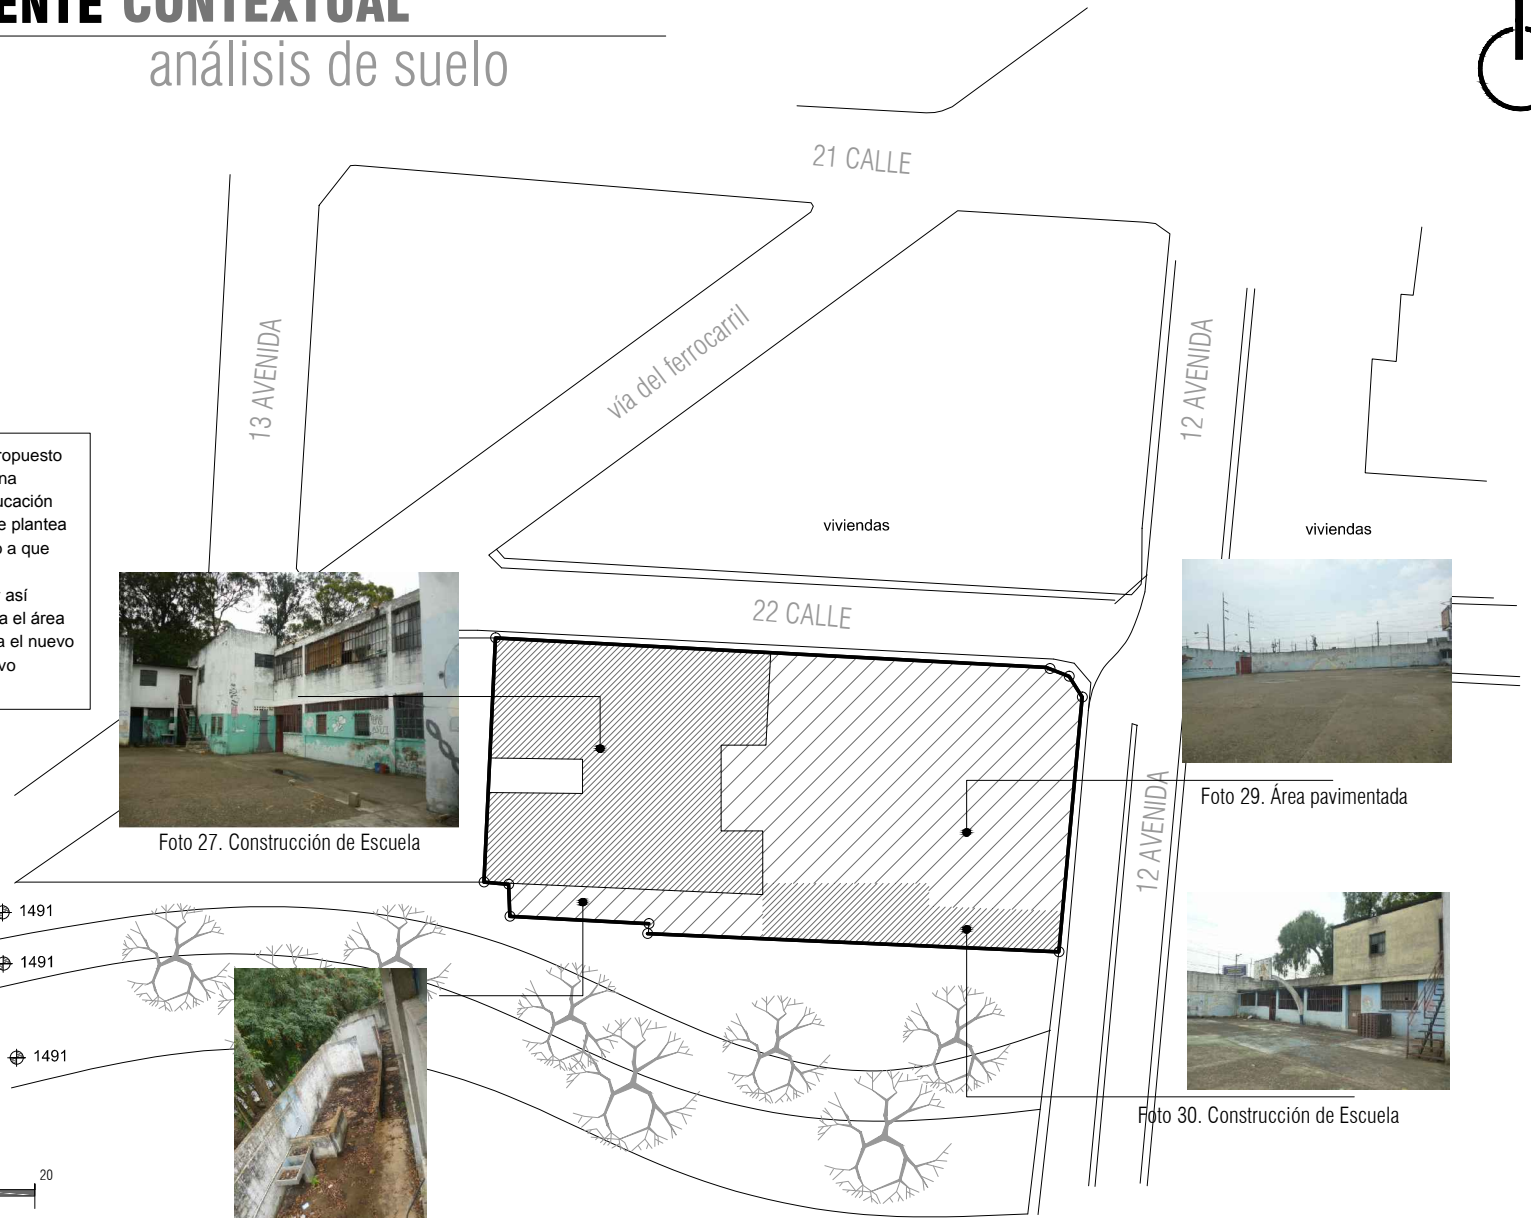 CONTEXTUAL
análisis de suelo
21 CALLE
13 AVENIDA
vía del ferrocarril
12 AVENIDA
viviendas
viviendas
22 CALLE
ropuesto
na
ucación
e plantea
o a que
así
a el área
a el nuevo
vo
Foto 27. Construcción de Escuela
Foto 29. Área pavimentada
12 AVENIDA
1491
1491
1491
Foto 30. Construcción de Escuela
20